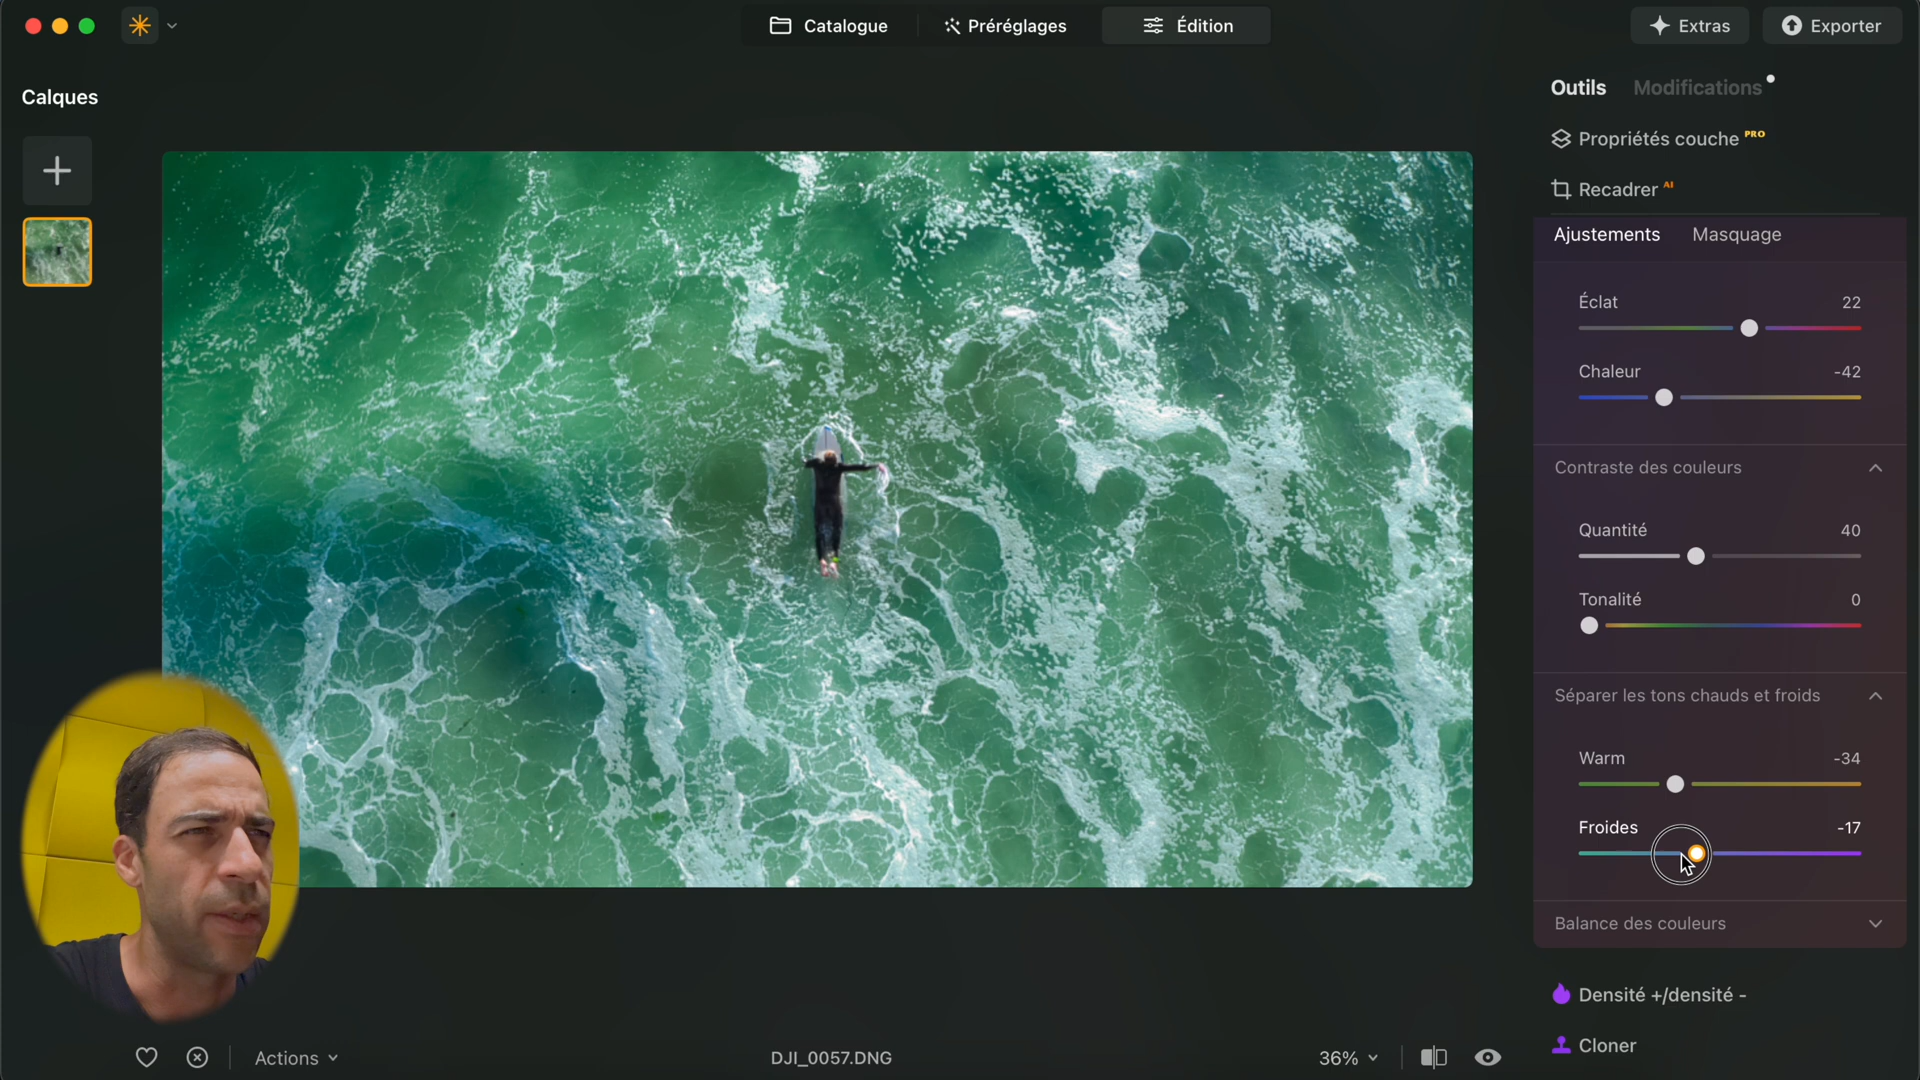 Catalogue
Préréglages
Édition
Extras
Exporter
Calques
Outils
Modifications
Propriétés couche PRO
Recadrer AI
Ajustements
Masquage
Éclat
22
Chaleur
-42
Contraste des couleurs
Quantité
40
Tonalité
0
Séparer les tons chauds et froids
Warm
-34
Froides
-17
Balance des couleurs
Densité +/densité -
Cloner
Actions
DJI_0057.DNG
36%